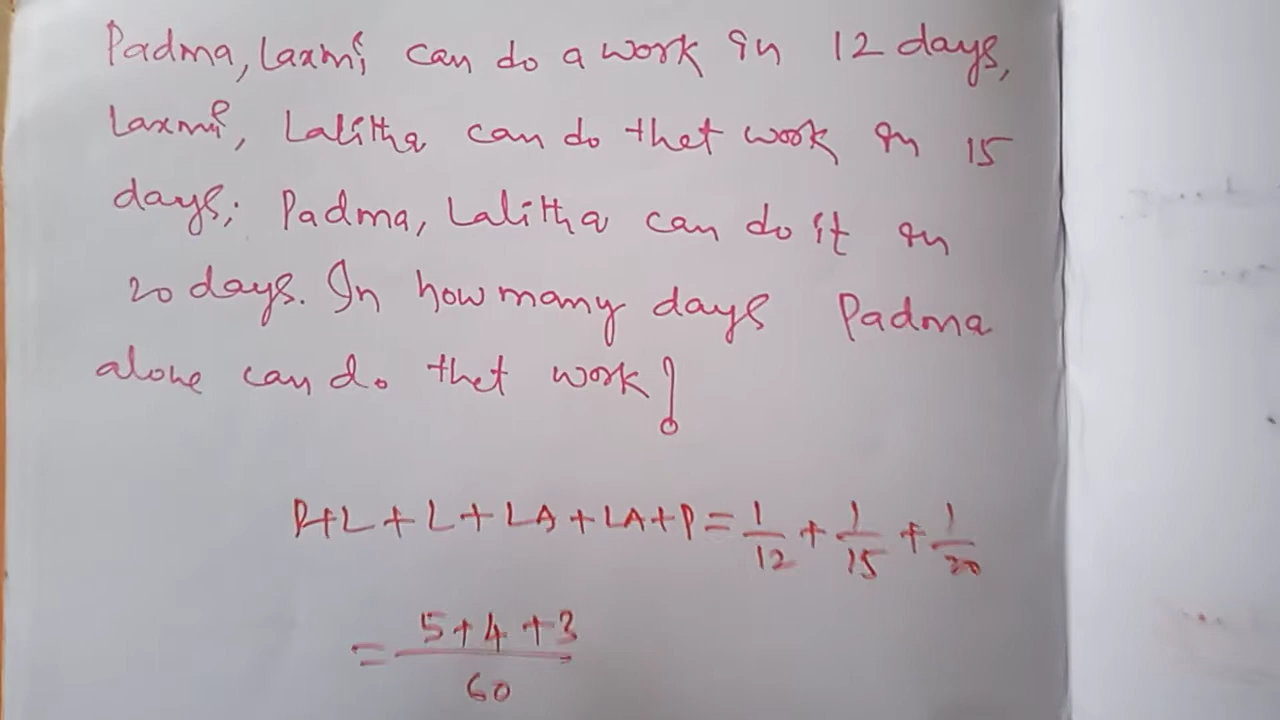 Padma, Laxmi can do a work in 12 days,
Laxmi, Lalitha can do that work in 15
days; Padma, Lalitha can do it in
20 days. In how many days Padma
alone can do that work?
P+L + L + LA + LA + P = 1/12 + 1/15 + 1/20
= 5+4+3/60